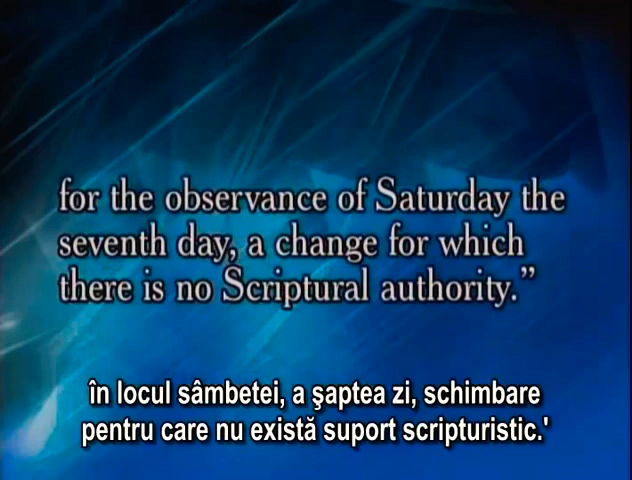 for the observance of Saturday the
seventh day, a change for which
there is no Scriptural authority.”
în locul sâmbetei, a şaptea zi, schimbare
pentru care nu există suport scripturistic.'